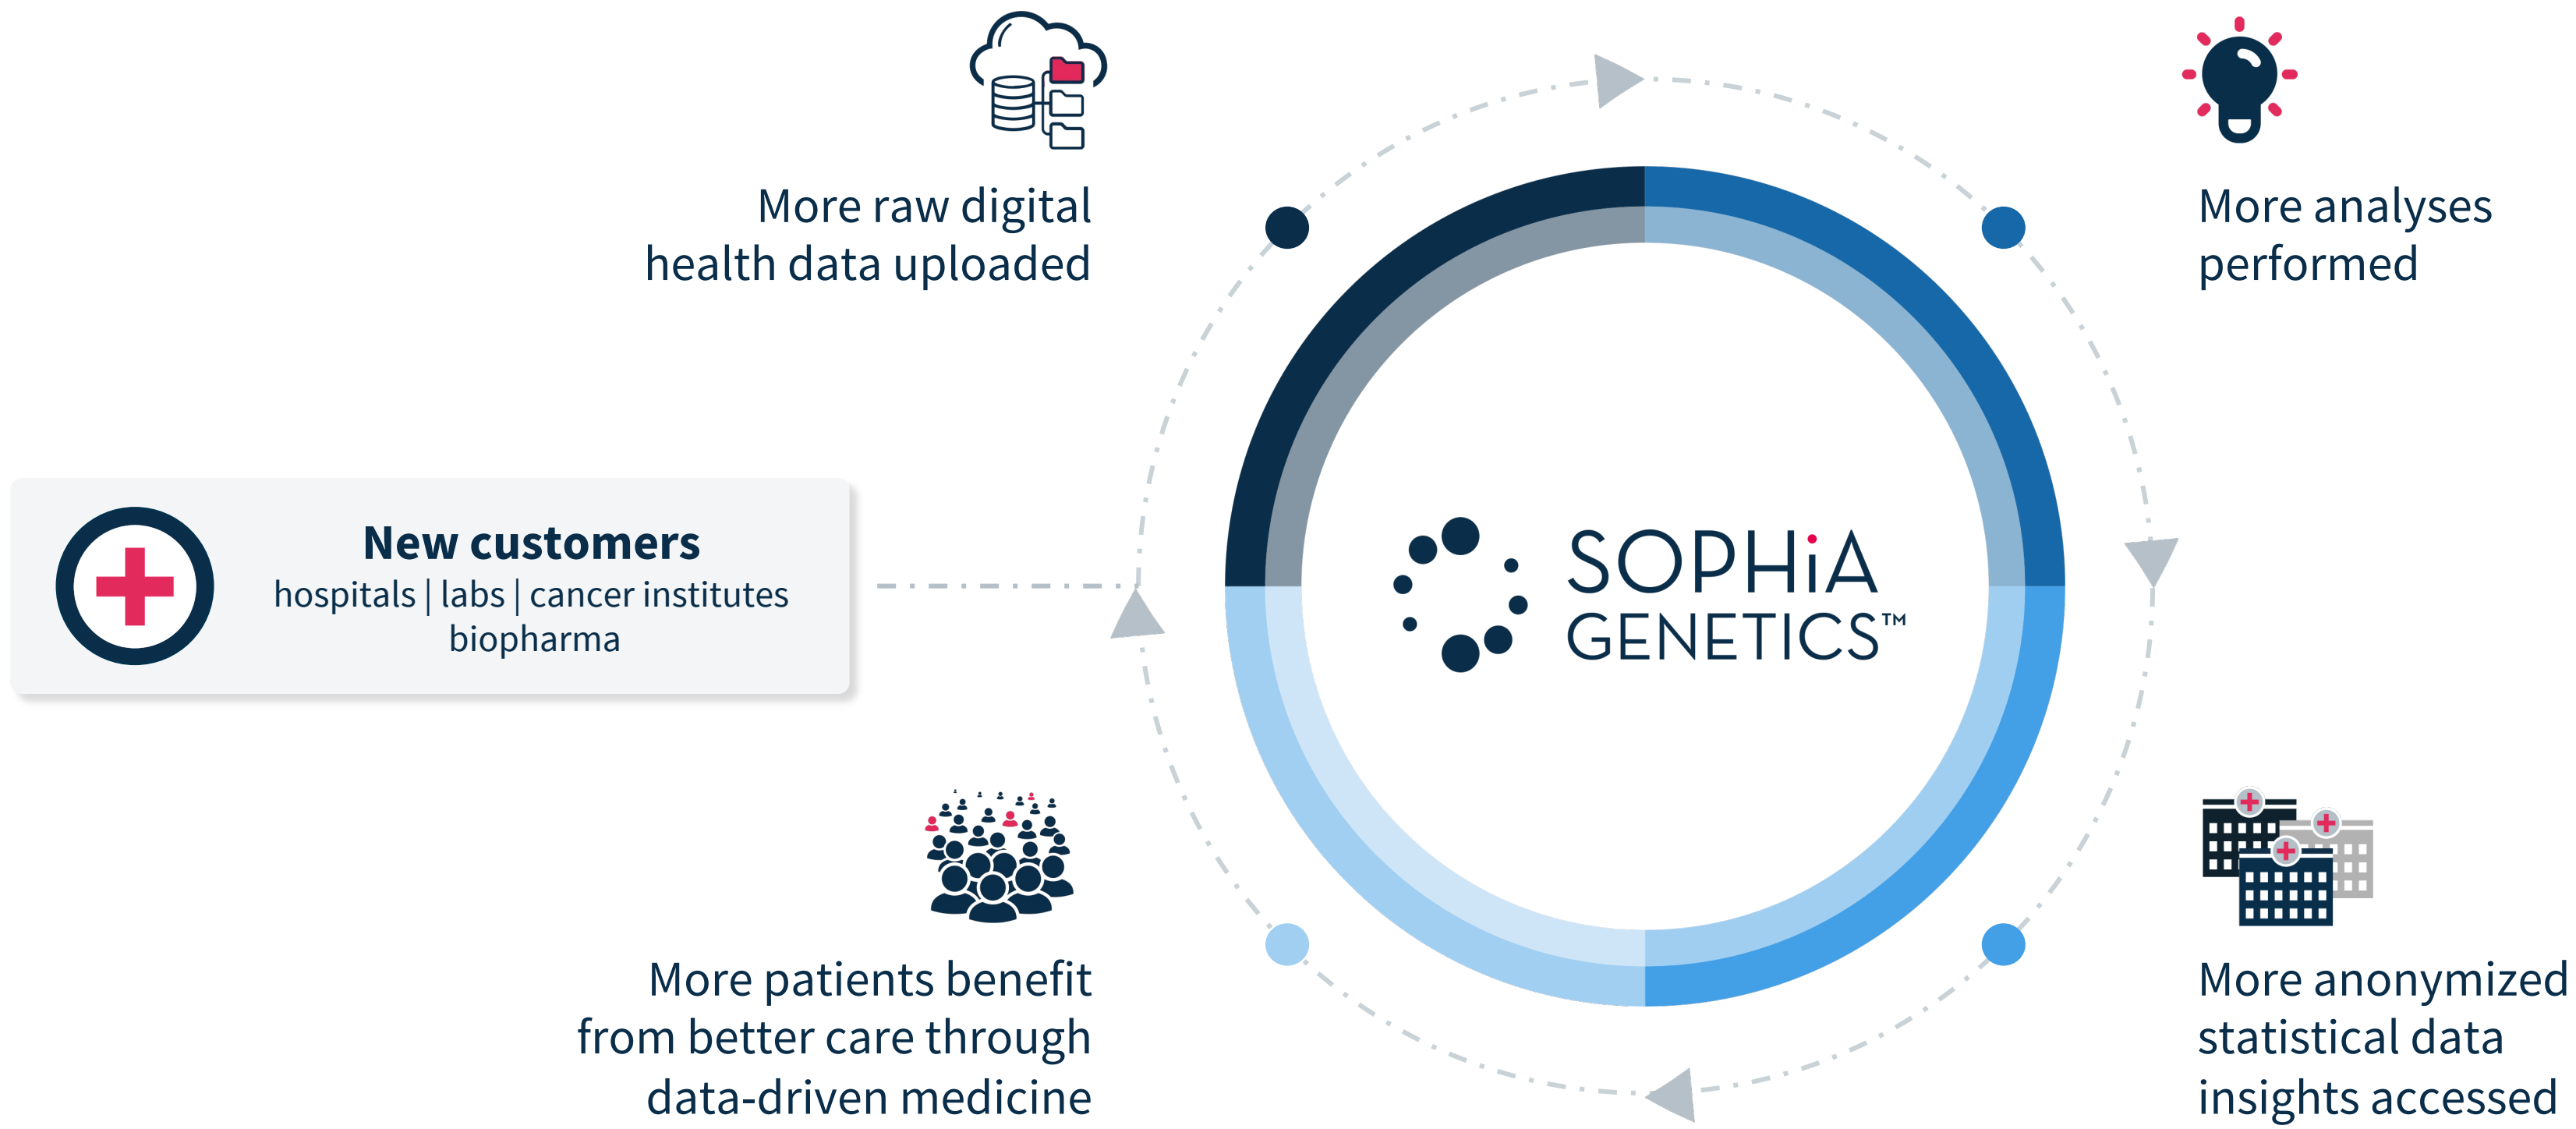 More raw digital
health data uploaded
More analyses
performed
New customers
hospitals | labs | cancer institutes
biopharma
SOPHiA
GENETICS™
More patients benefit
from better care through
data-driven medicine
More anonymized
statistical data
insights accessed